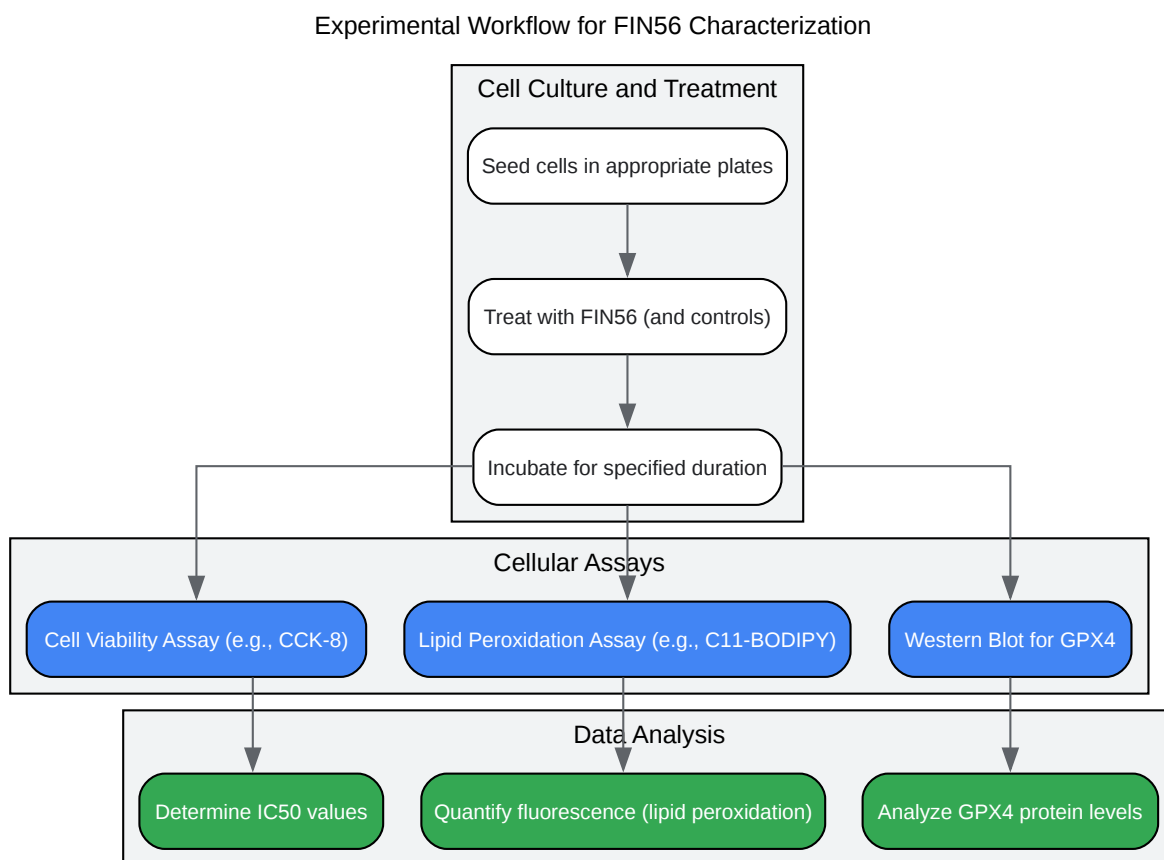 Experimental Workflow for FIN56 Characterization
Cell Culture and Treatment
Seed cells in appropriate plates
Treat with FIN56 (and controls)
Incubate for specified duration
Cellular Assays
Cell Viability Assay (e.g., CCK-8)
Lipid Peroxidation Assay (e.g., C11-BODIPY)
Western Blot for GPX4
Data Analysis
Determine IC50 values
Quantify fluorescence (lipid peroxidation)
Analyze GPX4 protein levels